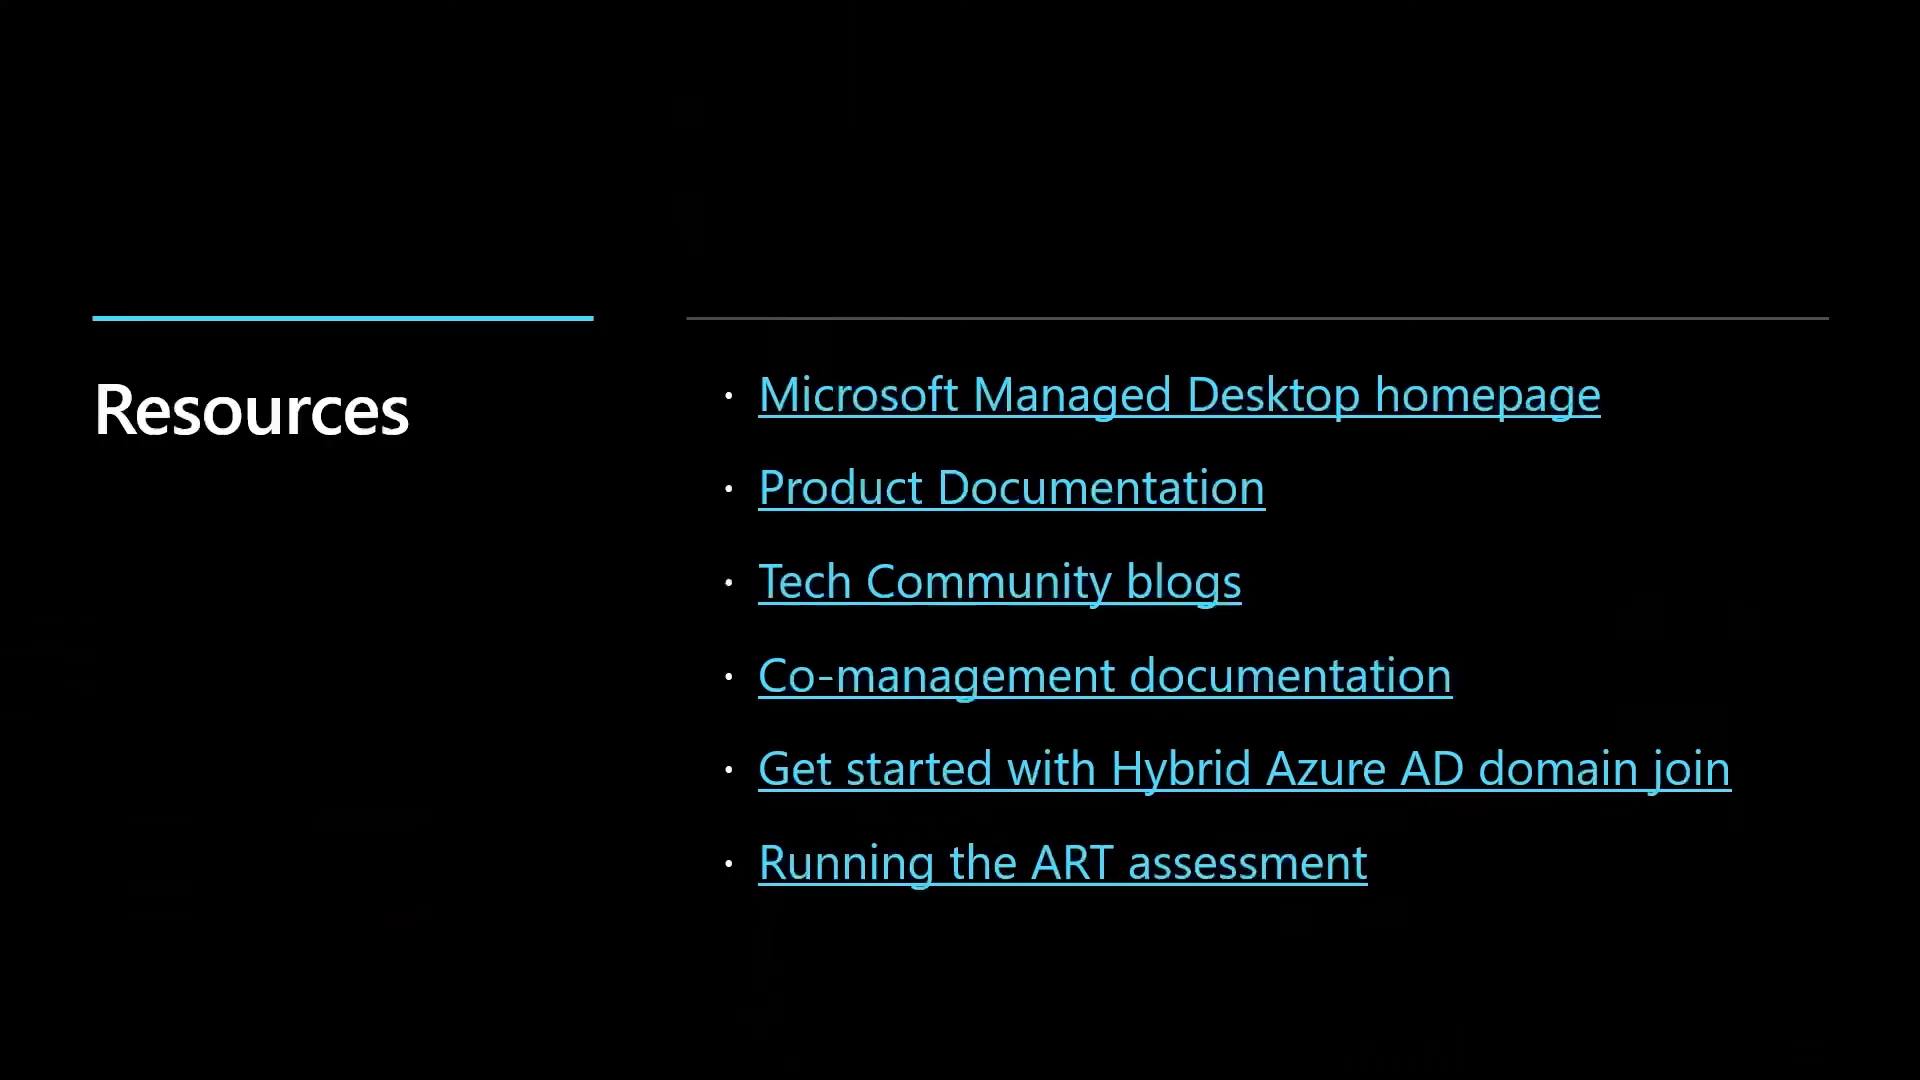 Resources
Microsoft Managed Desktop homepage
Product Documentation
Tech Community blogs
Co-management documentation
Get started with Hybrid Azure AD domain join
Running the ART assessment